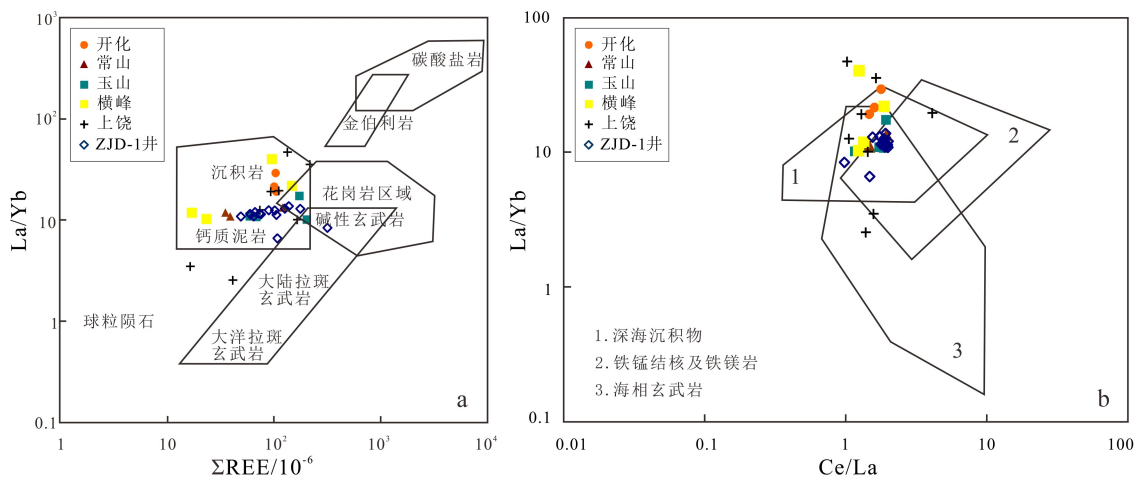 10³
10²
10
1
0.1
La/Yb
开化
常山
玉山
横峰
上饶
ZJD-1井
碳酸盐岩
金伯利岩
沉积岩
花岗岩区域
碱性玄武岩
钙质泥岩
大陆拉斑
玄武岩
大洋拉斑
玄武岩
球粒陨石
a
1
10
10²
10³
10⁴
ΣREE/10⁻⁶
100
10
1
0.1
La/Yb
开化
常山
玉山
横峰
上饶
ZJD-1井
1
2
3
1.深海沉积物
2.铁锰结核及铁镁岩
3.海相玄武岩
b
0.01
0.1
1
10
100
Ce/La